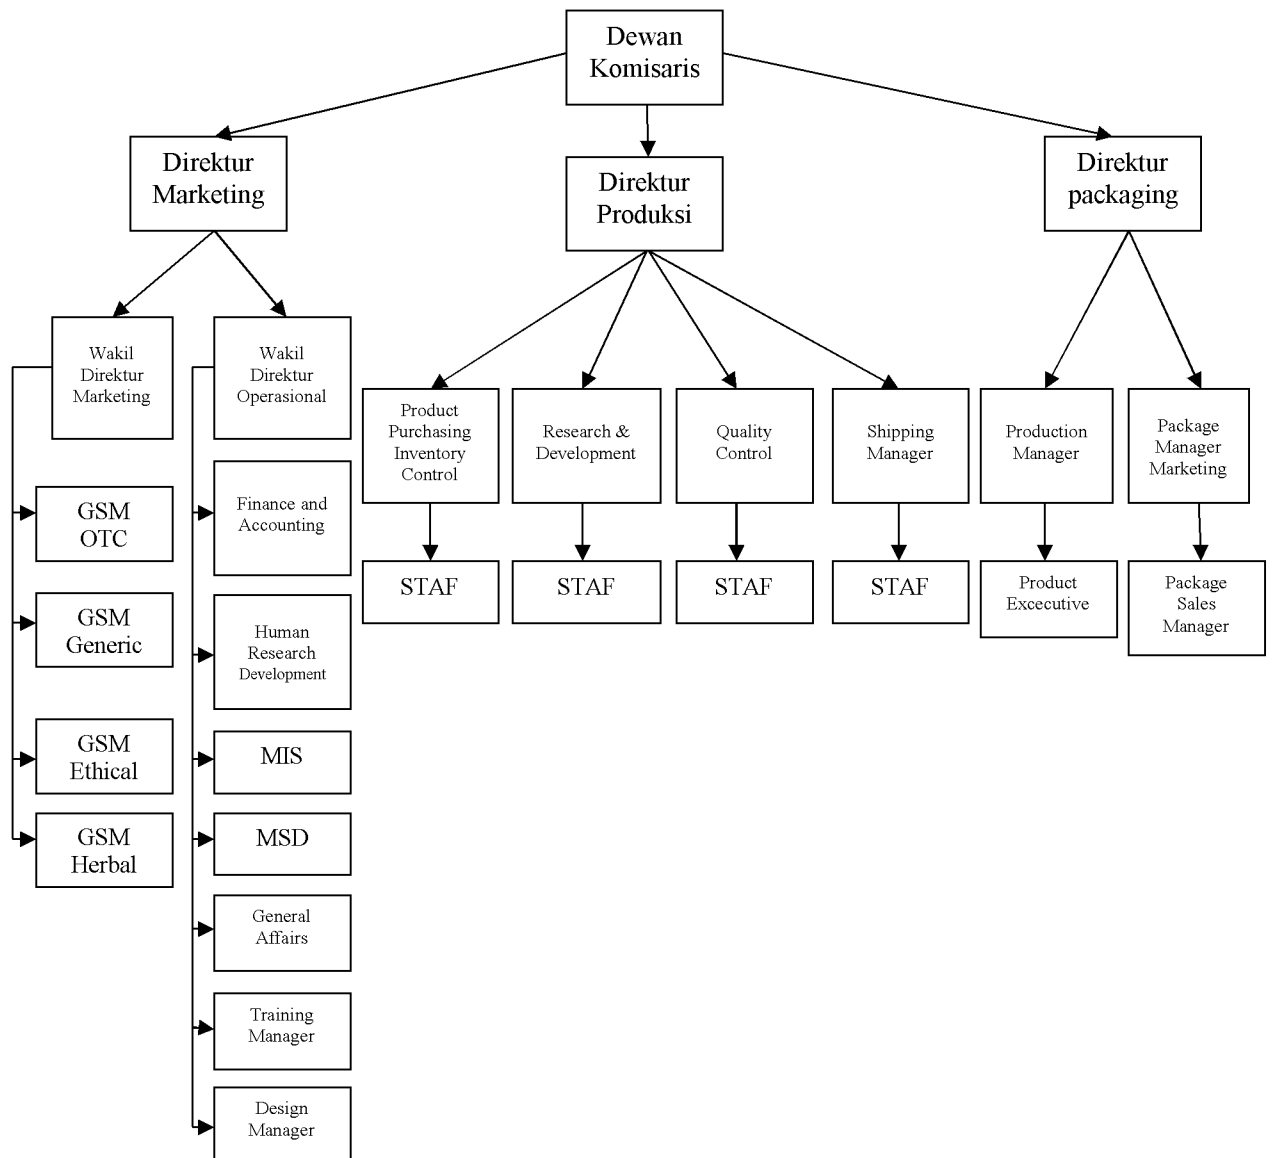 Dewan
Komisaris
Direktur
Marketing
Direktur
Produksi
Direktur
packaging
Wakil
Direktur
Marketing
Wakil
Direktur
Operasional
Product
Purchasing
Inventory
Control
Research &
Development
Quality
Control
Shipping
Manager
Production
Manager
Package
Manager
Marketing
GSM
OTC
Finance and
Accounting
STAF
STAF
STAF
STAF
Product
Excecutive
Package
Sales
Manager
GSM
Generic
Human
Research
Development
GSM
Ethical
MIS
GSM
Herbal
MSD
General
Affairs
Training
Manager
Design
Manager